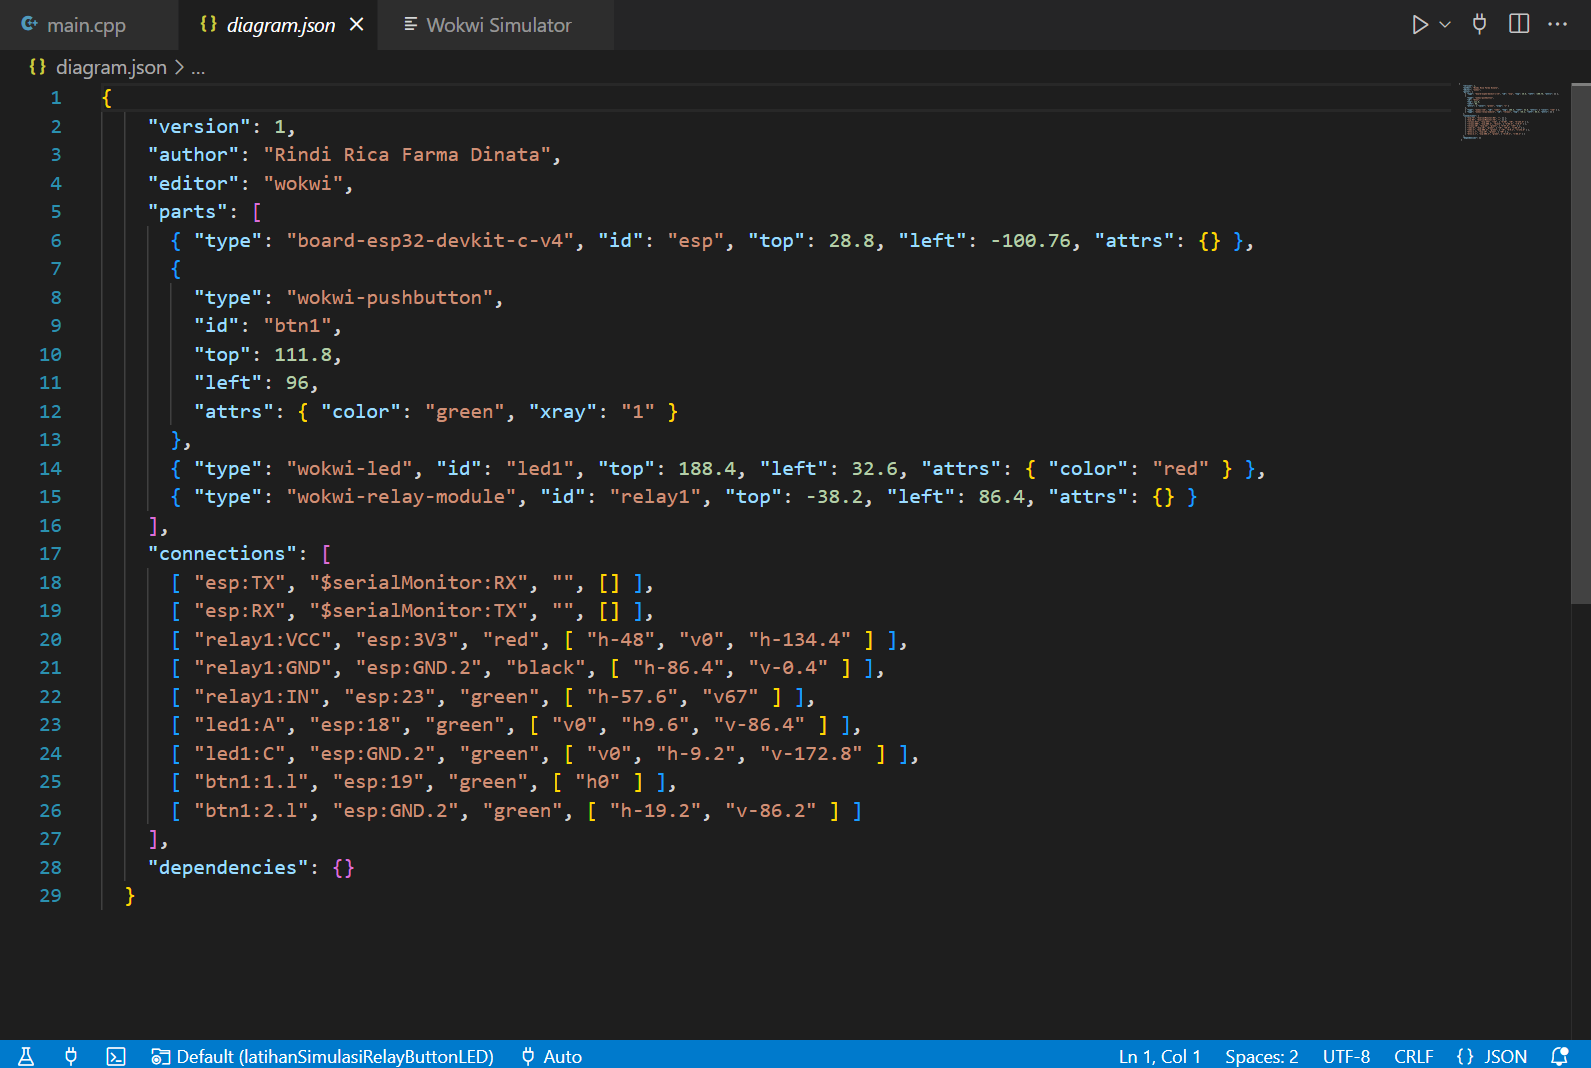 main.cpp
{} diagram.json ×
Wokwi Simulator
{} diagram.json > ...
1 {
2 "version": 1,
3 "author": "Rindi Rica Farma Dinata",
4 "editor": "wokwi",
5 "parts": [
6 { "type": "board-esp32-devkit-c-v4", "id": "esp", "top": 28.8, "left": -100.76, "attrs": {} },
7 {
8 "type": "wokwi-pushbutton",
9 "id": "btn1",
10 "top": 111.8,
11 "left": 96,
12 "attrs": { "color": "green", "xray": "1" }
13 },
14 { "type": "wokwi-led", "id": "led1", "top": 188.4, "left": 32.6, "attrs": { "color": "red" } },
15 { "type": "wokwi-relay-module", "id": "relay1", "top": -38.2, "left": 86.4, "attrs": {} }
16 ],
17 "connections": [
18 [ "esp:TX", "$serialMonitor:RX", "", [] ],
19 [ "esp:RX", "$serialMonitor:TX", "", [] ],
20 [ "relay1:VCC", "esp:3V3", "red", [ "h-48", "v0", "h-134.4" ] ],
21 [ "relay1:GND", "esp:GND.2", "black", [ "h-86.4", "v-0.4" ] ],
22 [ "relay1:IN", "esp:23", "green", [ "h-57.6", "v67" ] ],
23 [ "led1:A", "esp:18", "green", [ "v0", "h9.6", "v-86.4" ] ],
24 [ "led1:C", "esp:GND.2", "green", [ "v0", "h-9.2", "v-172.8" ] ],
25 [ "btn1:1.l", "esp:19", "green", [ "h0" ] ],
26 [ "btn1:2.l", "esp:GND.2", "green", [ "h-19.2", "v-86.2" ] ]
27 ],
28 "dependencies": {}
29 }
Default (latihanSimulasiRelayButtonLED)
Auto
Ln 1, Col 1
Spaces: 2
UTF-8
CRLF
{} JSON